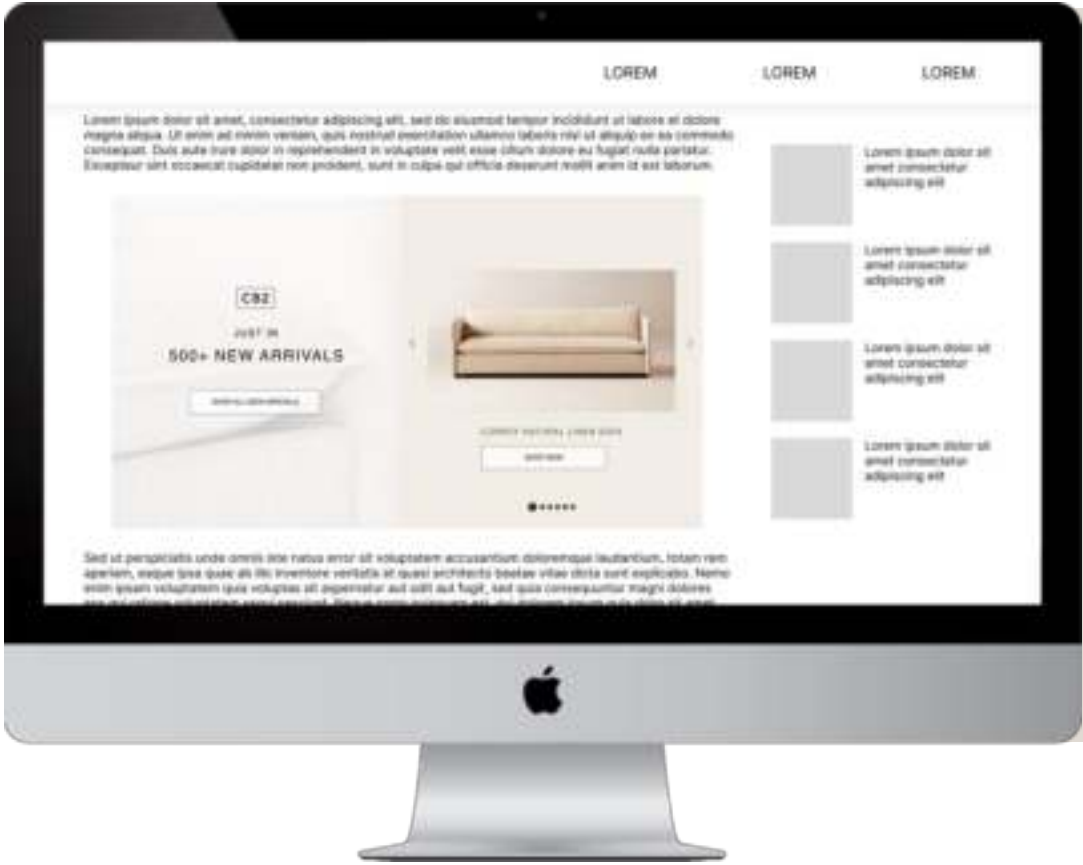 LOREM LOREM LOREM
Lorem ipsum dolor sit amet, consectetur adipiscing elit, sed do eiusmod tempor incididunt ut labore et dolore
magna aliqua. Ut enim ad minim veniam, quis nostrud exercitation ullamco laboris nisi ut aliquip ex ea commodo
consequat. Duis aute irure dolor in reprehenderit in voluptate velit esse cillum dolore eu fugiat nulla pariatur.
Excepteur sint occaecat cupidatat non proident, sunt in culpa qui officia deserunt mollit anim id est laborum.
CB2
JUST IN
500+ NEW ARRIVALS
NATURAL LINEN SOFA
Sed ut perspiciatis unde omnis iste natus error sit voluptatem accusantium doloremque laudantium, totam rem
aperiam, eaque ipsa quae ab illo inventore veritatis et quasi architecto beatae vitae dicta sunt explicabo. Nemo
enim ipsam voluptatem quia voluptas sit aspernatur aut odit aut fugit, sed quia consequuntur magni dolores
Lorem ipsum dolor sit
amet consectetur
adipiscing elit
Lorem ipsum dolor sit
amet consectetur
adipiscing elit
Lorem ipsum dolor sit
amet consectetur
adipiscing elit
Lorem ipsum dolor sit
amet consectetur
adipiscing elit